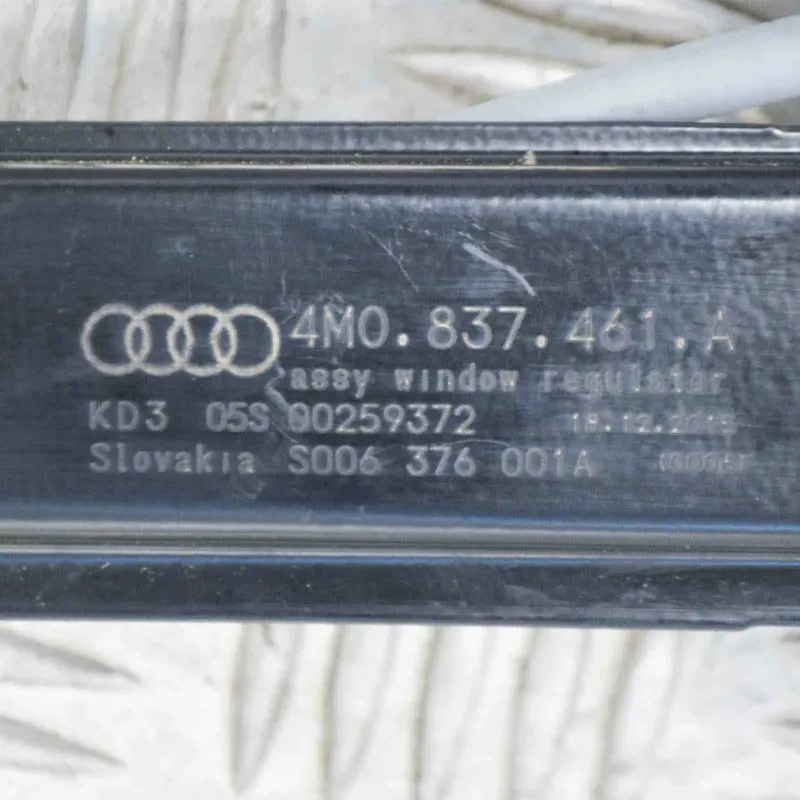 4M0.837.461.A
assy window regulator
KD3 05S 00259372
Slovakia S006 376 001A